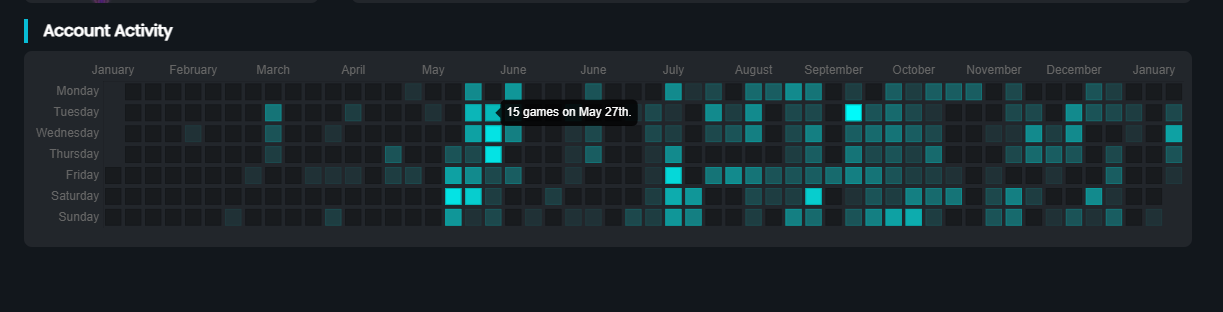 Account Activity
January February March April May June June July August September October November December January
Monday
Tuesday
15 games on May 27th.
Wednesday
Thursday
Friday
Saturday
Sunday